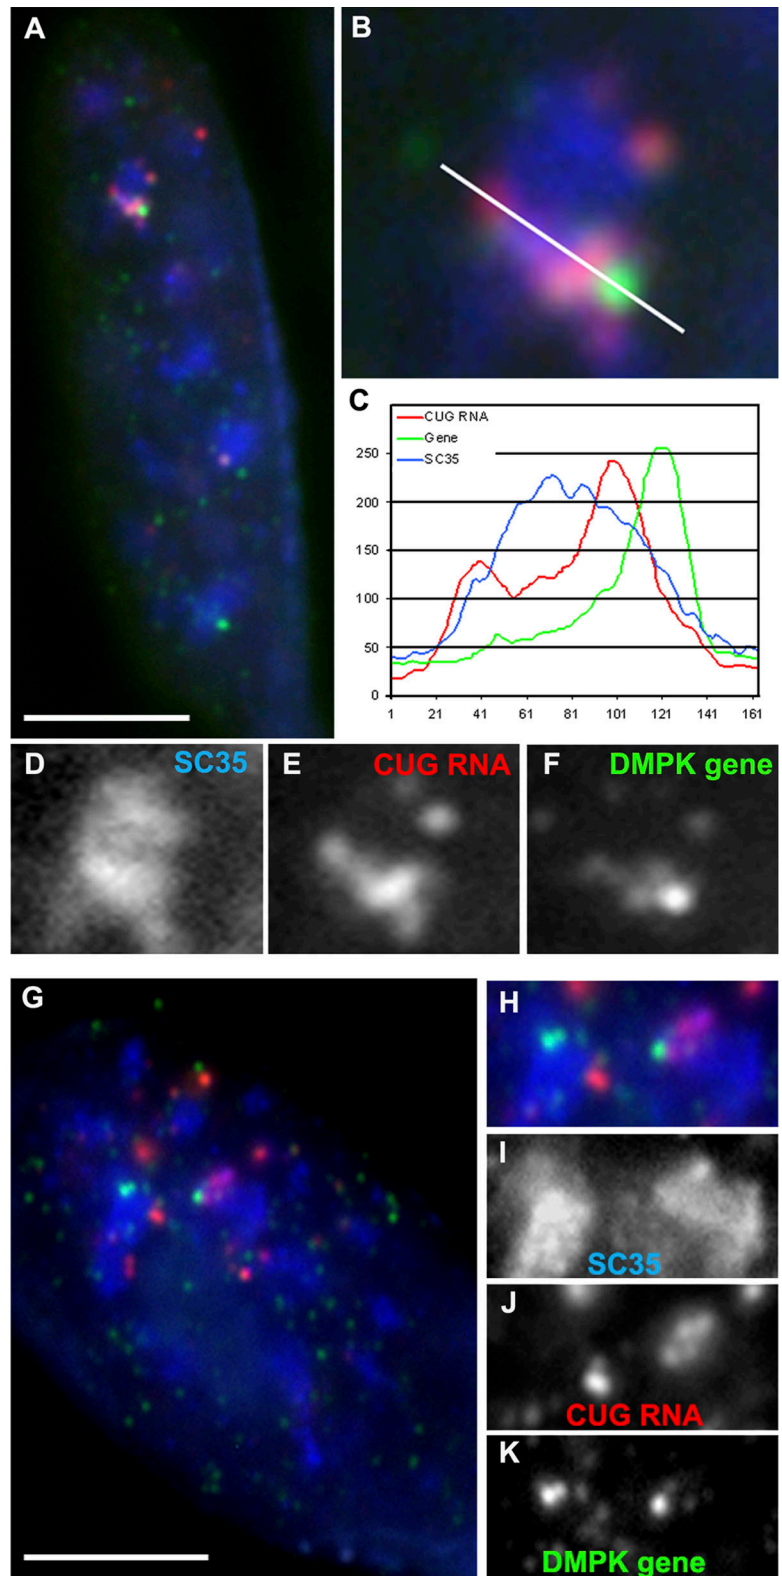 A
B
C
CUG RNA
Gene
SC35
250
200
150
100
50
0
1 21 41 61 81 101 121 141 161
D SC35
E CUG RNA
F DMPK gene
G
H
I
SC35
J
CUG RNA
K
DMPK gene